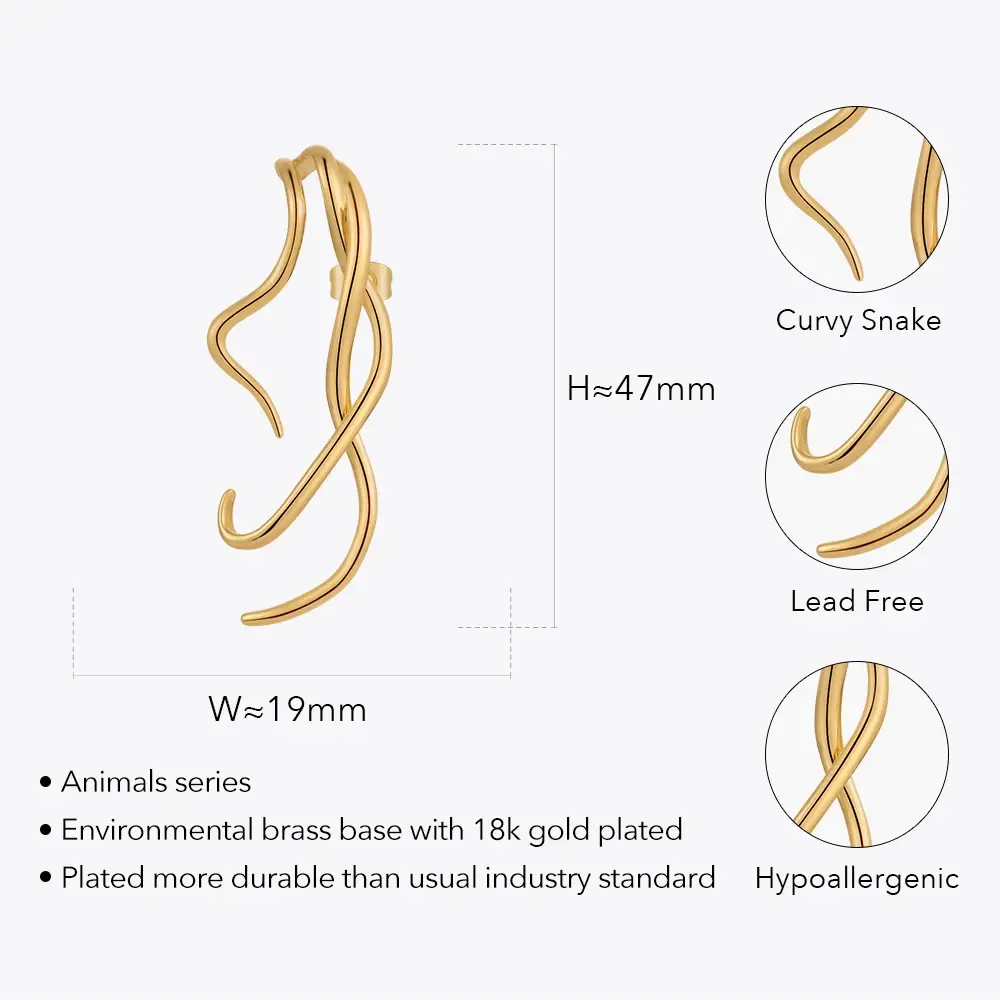 Curvy Snake
H≈47mm
Lead Free
W≈19mm
• Animals series
• Environmental brass base with 18k gold plated
• Plated more durable than usual industry standard
Hypoallergenic